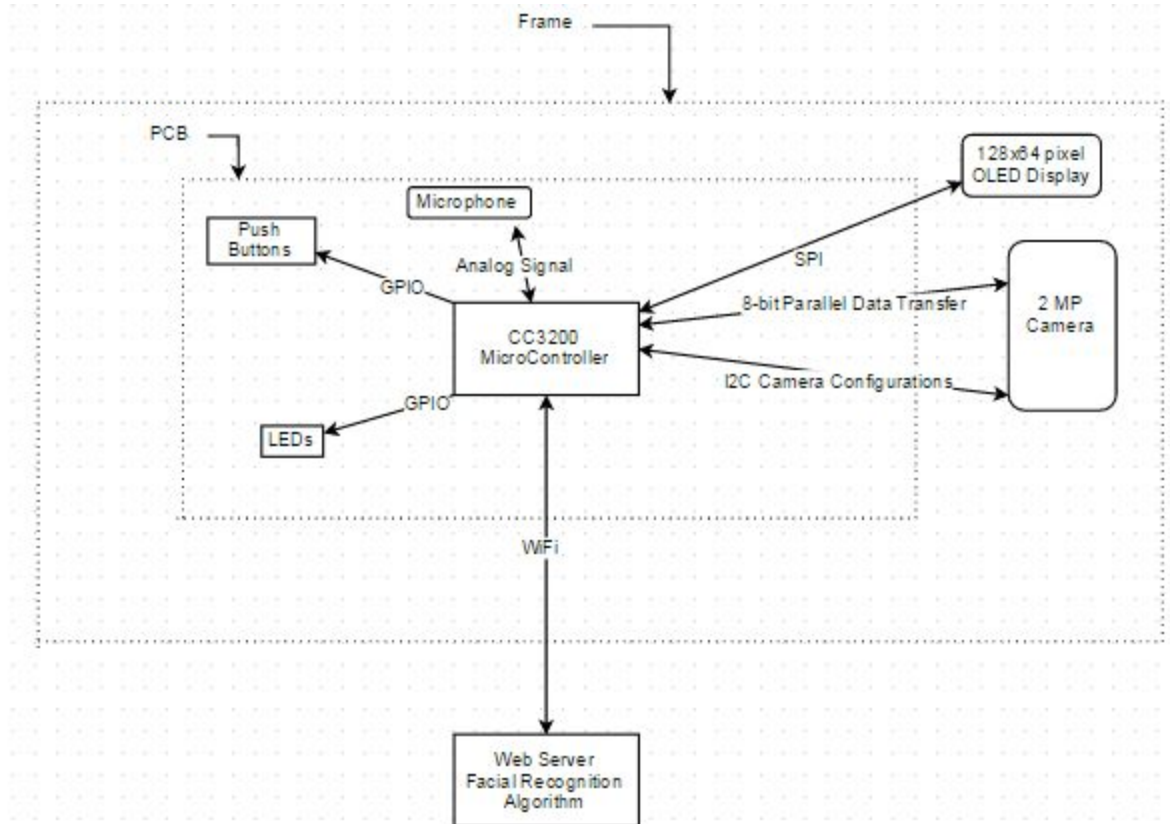 Frame
PCB
128x64 pixel
OLED Display
Microphone
Push
Buttons
Analog Signal
SPI
GPIO
8-bit Parallel Data Transfer
2 MP
Camera
CC3200
MicroController
I2C Camera Configurations
GPIO
LEDs
WiFi
Web Server
Facial Recognition
Algorithm